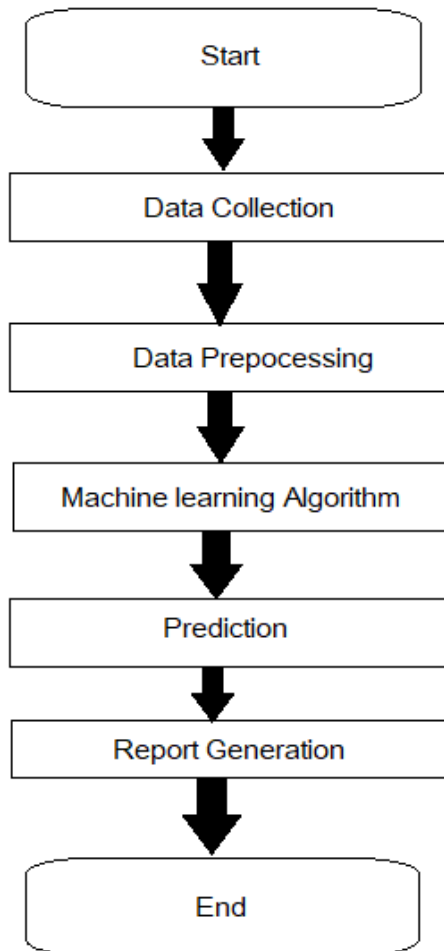 Start
Data Collection
Data Prepocessing
Machine learning Algorithm
Prediction
Report Generation
End